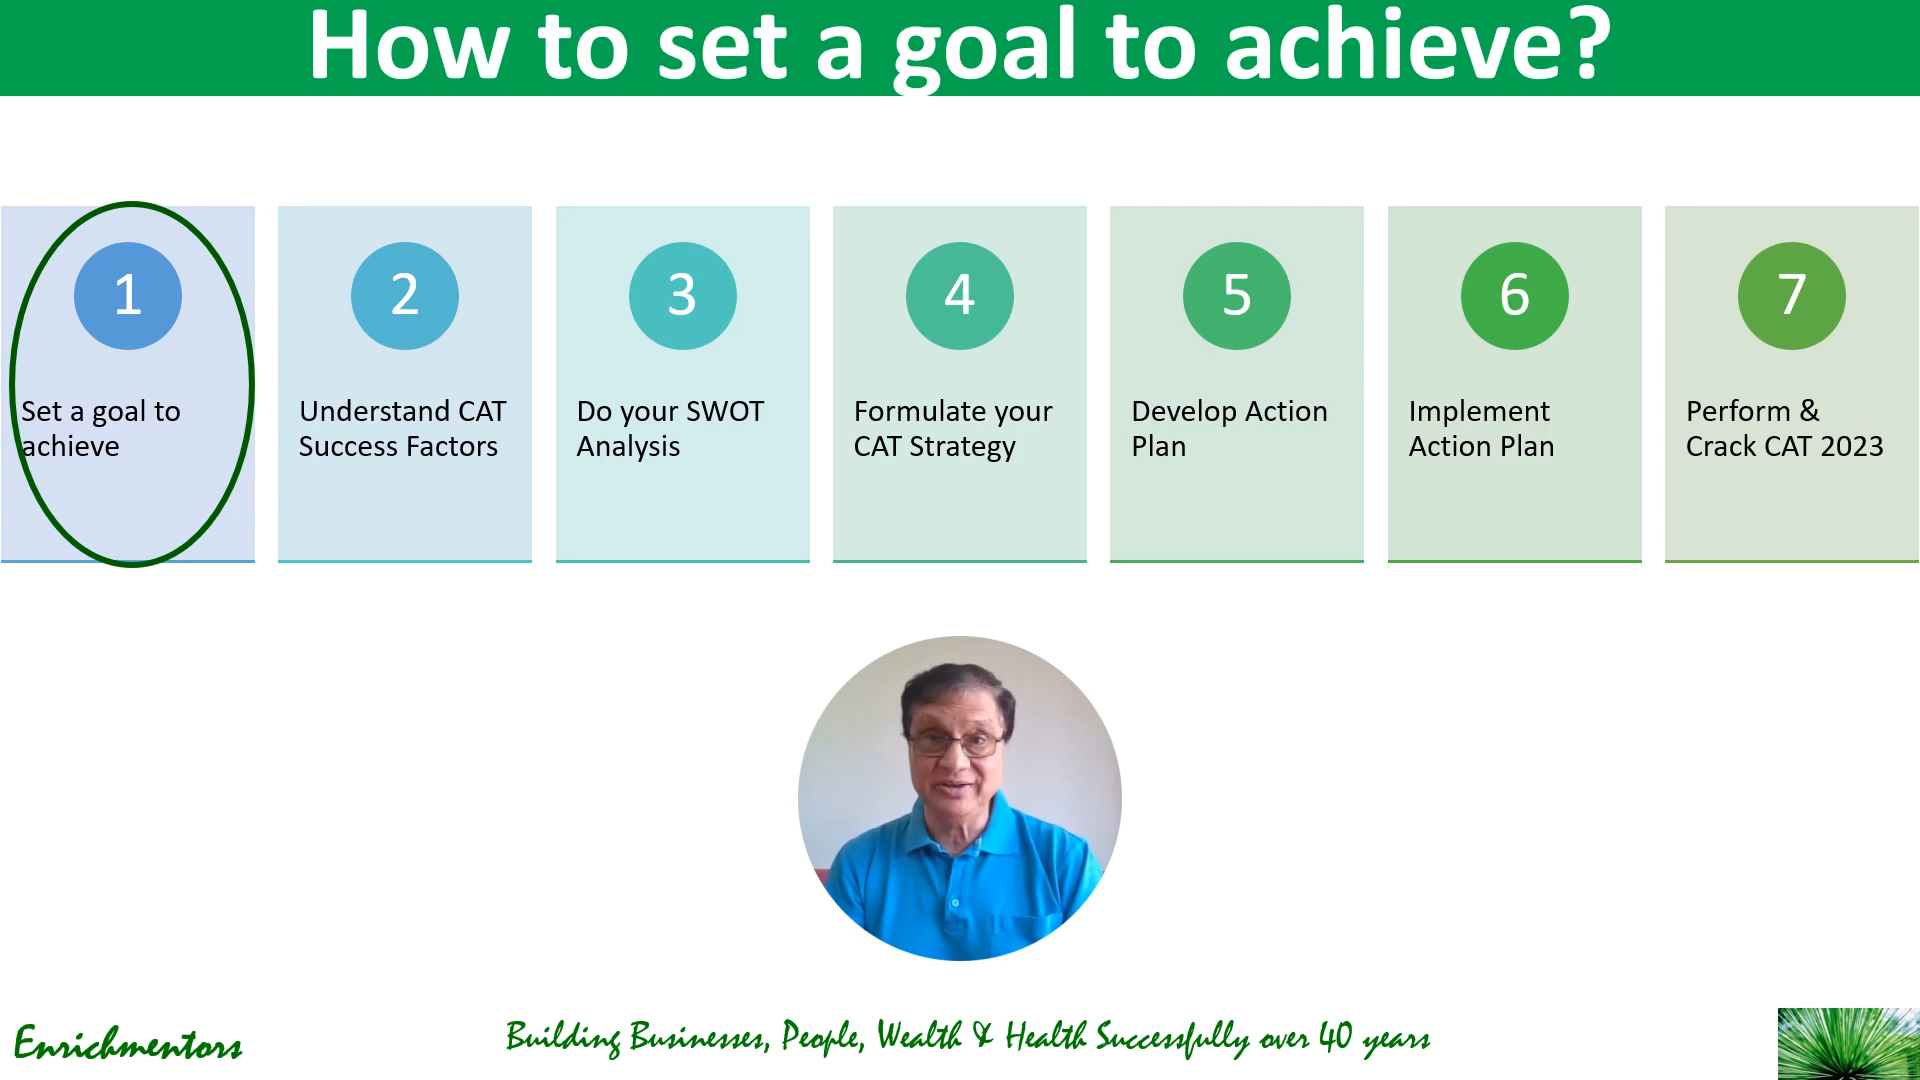 How to set a goal to achieve?
1
Set a goal to
achieve
2
Understand CAT
Success Factors
3
Do your SWOT
Analysis
4
Formulate your
CAT Strategy
5
Develop Action
Plan
6
Implement
Action Plan
7
Perform &
Crack CAT 2023
Enrichmentors
Building Businesses, People, Wealth & Health Successfully over 40 years